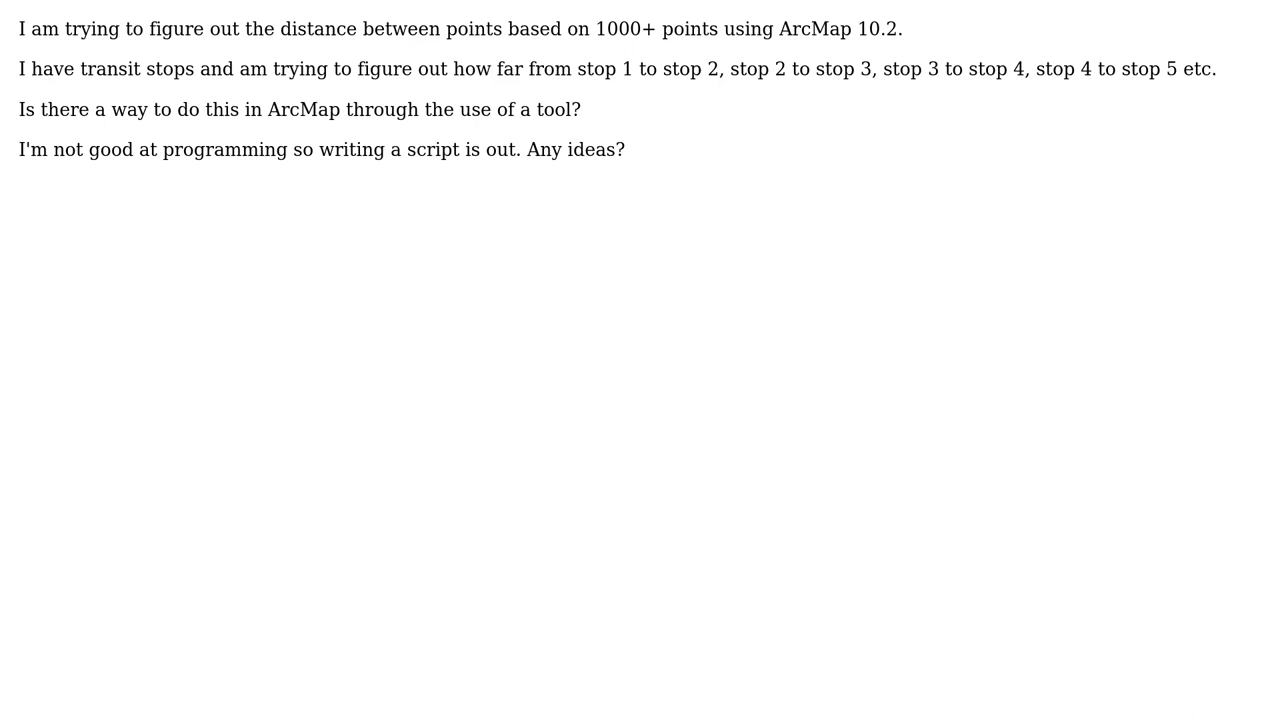 I am trying to figure out the distance between points based on 1000+ points using ArcMap 10.2.
I have transit stops and am trying to figure out how far from stop 1 to stop 2, stop 2 to stop 3, stop 3 to stop 4, stop 4 to stop 5 etc.
Is there a way to do this in ArcMap through the use of a tool?
I'm not good at programming so writing a script is out. Any ideas?